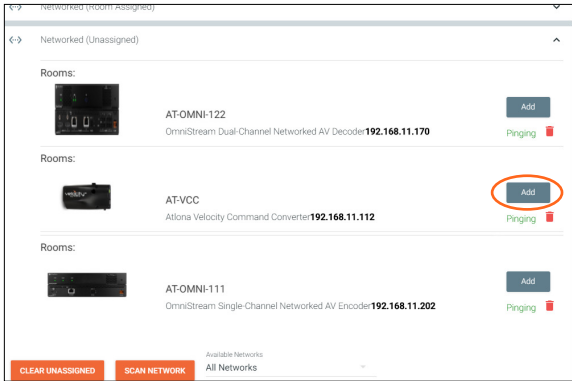 Networked (Room Assigned)
Networked (Unassigned)
Rooms:
AT-OMNI-122
OmniStream Dual-Channel Networked AV Decoder192.168.11.170
Add
Pinging
Rooms:
velocity
AT-VCC
Atlona Velocity Command Converter192.168.11.112
Add
Pinging
Rooms:
AT-OMNI-111
OmniStream Single-Channel Networked AV Encoder192.168.11.202
Add
Pinging
CLEAR UNASSIGNED
SCAN NETWORK
Available Networks
All Networks